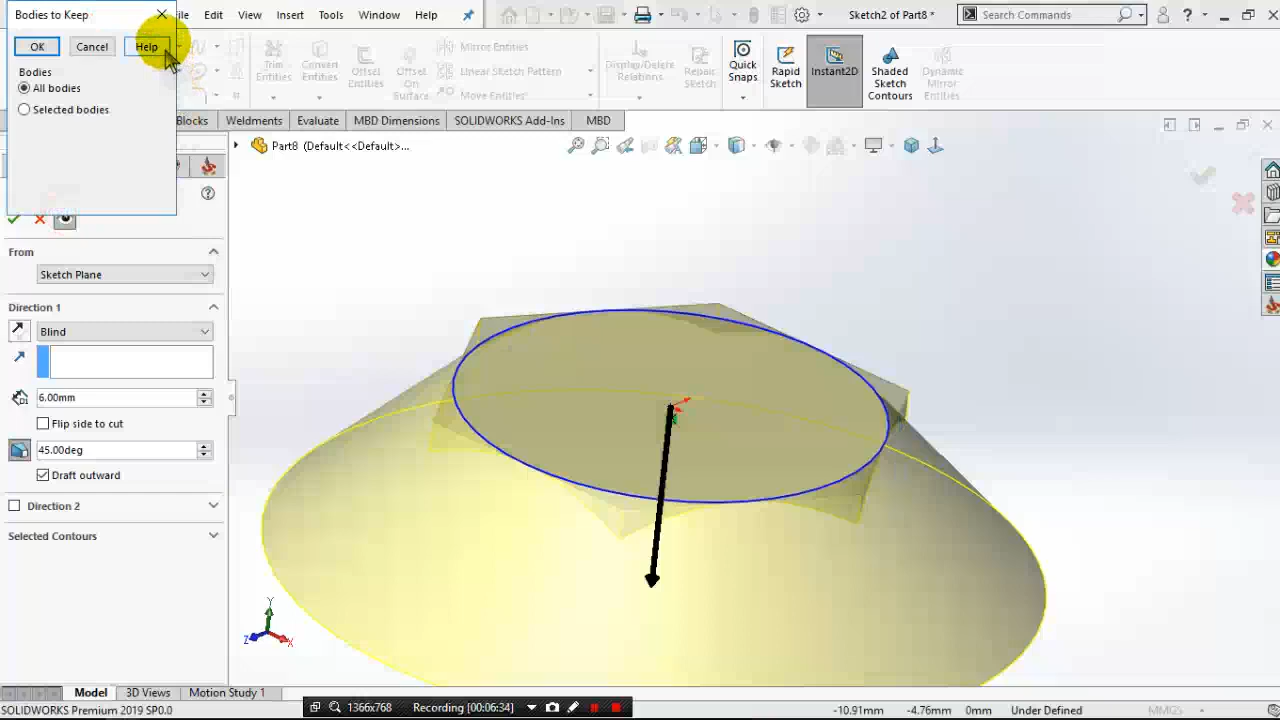 Bodies to Keep
OK Cancel Help
Bodies
All bodies
Selected bodies
File Edit View Insert Tools Window Help
Sketch2 of Part8 *
Search Commands
?
Trim Entities
Convert Entities
Offset Entities
Offset On Surface
Mirror Entities
Linear Sketch Pattern
Move Entities
Display/Delete Relations
Repair Sketch
Quick Snaps
Rapid Sketch
Instant2D
Shaded Sketch Contours
Dynamic Mirror Entities
Blocks Weldments Evaluate MBD Dimensions SOLIDWORKS Add-Ins MBD
Part8 (Default<<Default>...
From
Sketch Plane
Direction 1
Blind
6.00mm
Flip side to cut
45.00deg
Draft outward
Direction 2
Selected Contours
Y
Z
X
Model 3D Views Motion Study 1
1366x768 Recording [00:06:34]
SOLIDWORKS Premium 2019 SP0.0
-10.91mm -4.76mm 0mm Under Defined MMGS